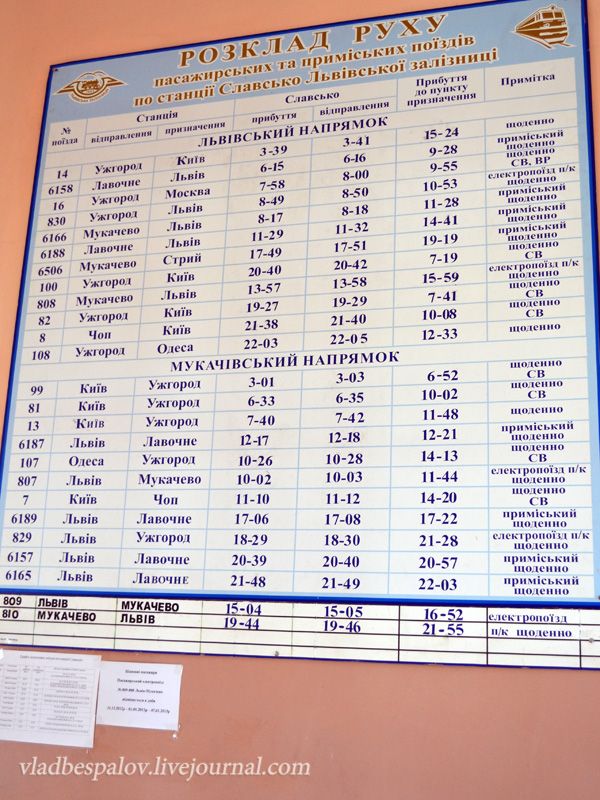 РОЗКЛАД РУХУ
пасажирських та приміських поїздів
по станції Славсько Львівської залізниці
№ поїзда Станція Славсько Прибуття до пункту призначення Примітка
відправлення призначення прибуття відправлення
ЛЬВІВСЬКИЙ НАПРЯМОК
14 Ужгород Київ 3-39 3-41 15-24 щоденно
6158 Лавочне Львів 6-15 6-16 9-28 приміський щоденно
16 Ужгород Москва 7-58 8-00 9-55 щоденно СВ, ВР
830 Ужгород Львів 8-49 8-50 10-53 електропоїзд п/к щоденно
6166 Мукачево Львів 8-17 8-18 11-28 приміський щоденно
6188 Лавочне Львів 11-29 11-32 14-41 приміський щоденно
6506 Мукачево Стрий 17-49 17-51 19-19 приміський щоденно
100 Ужгород Київ 20-40 20-42 7-19 щоденно СВ
808 Мукачево Львів 13-57 13-58 15-59 електропоїзд п/к щоденно
82 Ужгород Київ 19-27 19-29 7-41 щоденно СВ
8 Чоп Київ 21-38 21-40 10-08 щоденно СВ
108 Ужгород Одеса 22-03 22-05 12-33 щоденно
МУКАЧІВСЬКИЙ НАПРЯМОК
99 Київ Ужгород 3-01 3-03 6-52 щоденно СВ
81 Київ Ужгород 6-33 6-35 10-02 щоденно СВ
13 Київ Ужгород 7-40 7-42 11-48 щоденно
6187 Львів Лавочне 12-17 12-18 12-21 приміський щоденно
107 Одеса Ужгород 10-26 10-28 14-13 щоденно СВ
807 Львів Мукачево 10-02 10-03 11-44 електропоїзд п/к щоденно
7 Київ Чоп 11-10 11-12 14-20 щоденно СВ
6189 Львів Лавочне 17-06 17-08 17-22 приміський щоденно
829 Львів Ужгород 18-29 18-30 21-28 електропоїзд п/к щоденно
6157 Львів Лавочне 20-39 20-40 20-57 приміський щоденно
6165 Львів Лавочне 21-48 21-49 22-03 приміський щоденно
809 ЛЬВІВ МУКАЧЕВО 15-04 15-05 16-52 електропоїзд
810 МУКАЧЕВО ЛЬВІВ 19-44 19-46 21-55 п/к щоденно
Шановні пасажири
Пасажирський електропоїзд
відміняється в дні
vladbespalov.livejournal.com